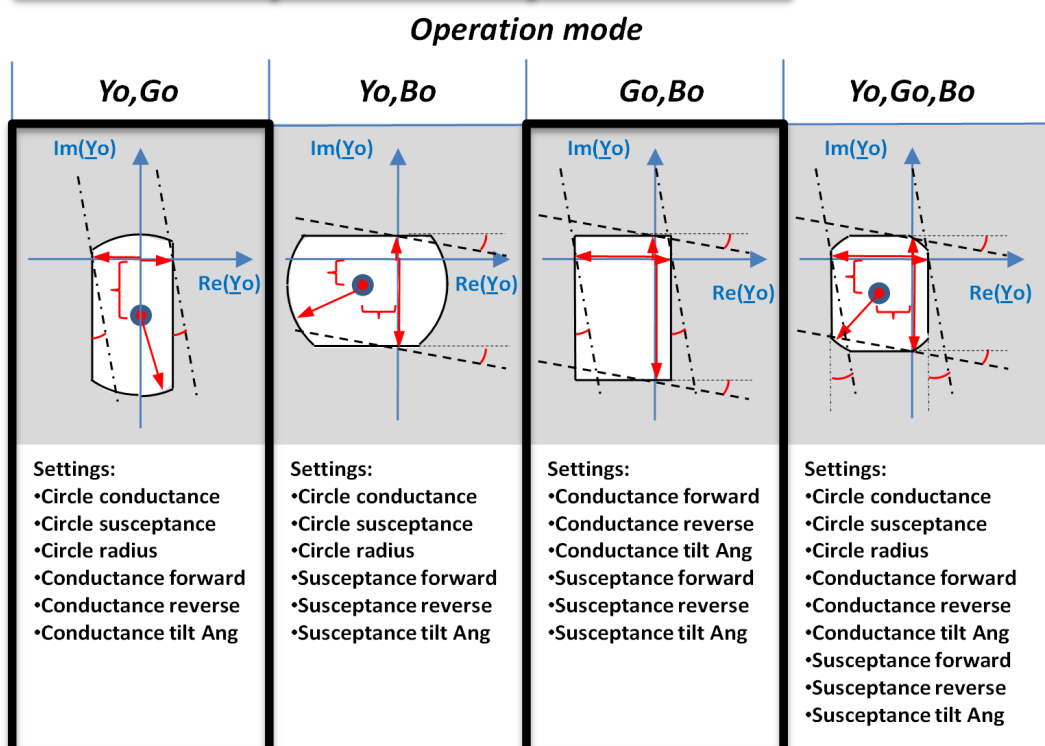 Operation mode
Yo,Go
Yo,Bo
Go,Bo
Yo,Go,Bo
Im(Yo)
Re(Yo)
Im(Yo)
Re(Yo)
Im(Yo)
Re(Yo)
Im(Yo)
Re(Yo)
Settings:
•Circle conductance
•Circle susceptance
•Circle radius
•Conductance forward
•Conductance reverse
•Conductance tilt Ang
Settings:
•Circle conductance
•Circle susceptance
•Circle radius
•Susceptance forward
•Susceptance reverse
•Susceptance tilt Ang
Settings:
•Conductance forward
•Conductance reverse
•Conductance tilt Ang
•Susceptance forward
•Susceptance reverse
•Susceptance tilt Ang
Settings:
•Circle conductance
•Circle susceptance
•Circle radius
•Conductance forward
•Conductance reverse
•Conductance tilt Ang
•Susceptance forward
•Susceptance reverse
•Susceptance tilt Ang